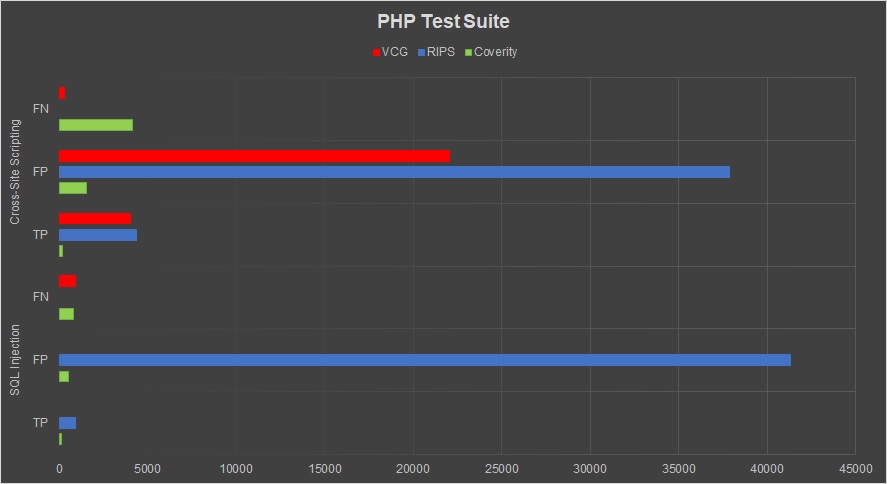 PHP Test Suite
VCG RIPS Coverity
Cross-Site Scripting
FN
FP
TP
SQL Injection
FN
FP
TP
0 5000 10000 15000 20000 25000 30000 35000 40000 45000